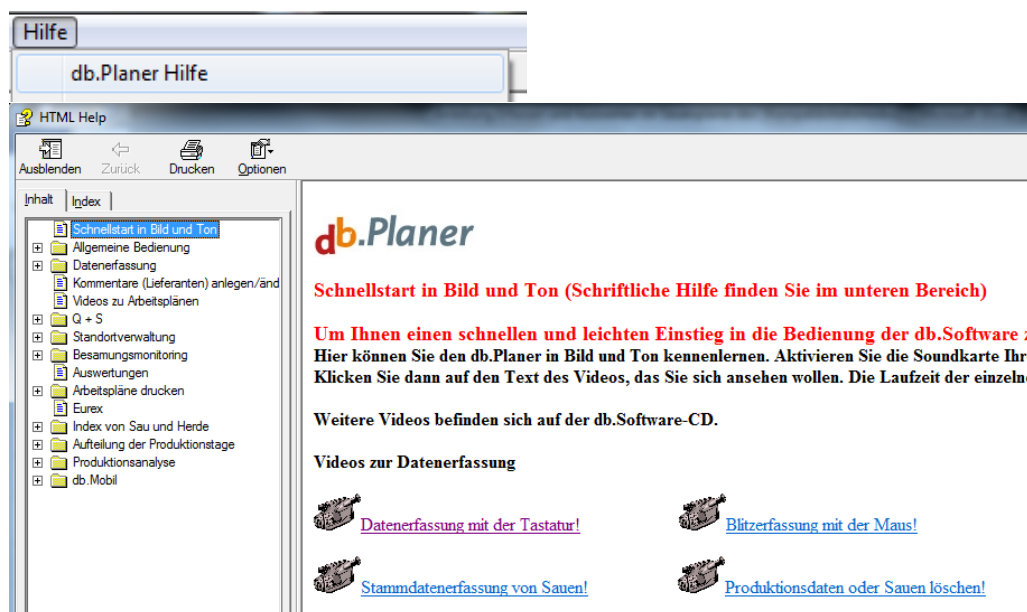 Hilfe
db.Planer Hilfe
HTML Help
Ausblenden Zurück Drucken Optionen
Inhalt Index
Schnellstart in Bild und Ton
Allgemeine Bedienung
Datenerfassung
Kommentare (Lieferanten) anlegen/änd
Videos zu Arbeitsplänen
Q + S
Standortverwaltung
Besamungsmonitoring
Auswertungen
Arbeitspläne drucken
Eurex
Index von Sau und Herde
Aufteilung der Produktionstage
Produktionsanalyse
db.Mobil
db.Planer
Schnellstart in Bild und Ton (Schriftliche Hilfe finden Sie im unteren Bereich)
Um Ihnen einen schnellen und leichten Einstieg in die Bedienung der db.Software z
Hier können Sie den db.Planer in Bild und Ton kennenlernen. Aktivieren Sie die Soundkarte Ihr
Klicken Sie dann auf den Text des Videos, das Sie sich ansehen wollen. Die Laufzeit der einzeln
Weitere Videos befinden sich auf der db.Software-CD.
Videos zur Datenerfassung
Datenerfassung mit der Tastatur! Blitzerfassung mit der Maus!
Stammdatenerfassung von Sauen! Produktionsdaten oder Sauen löschen!